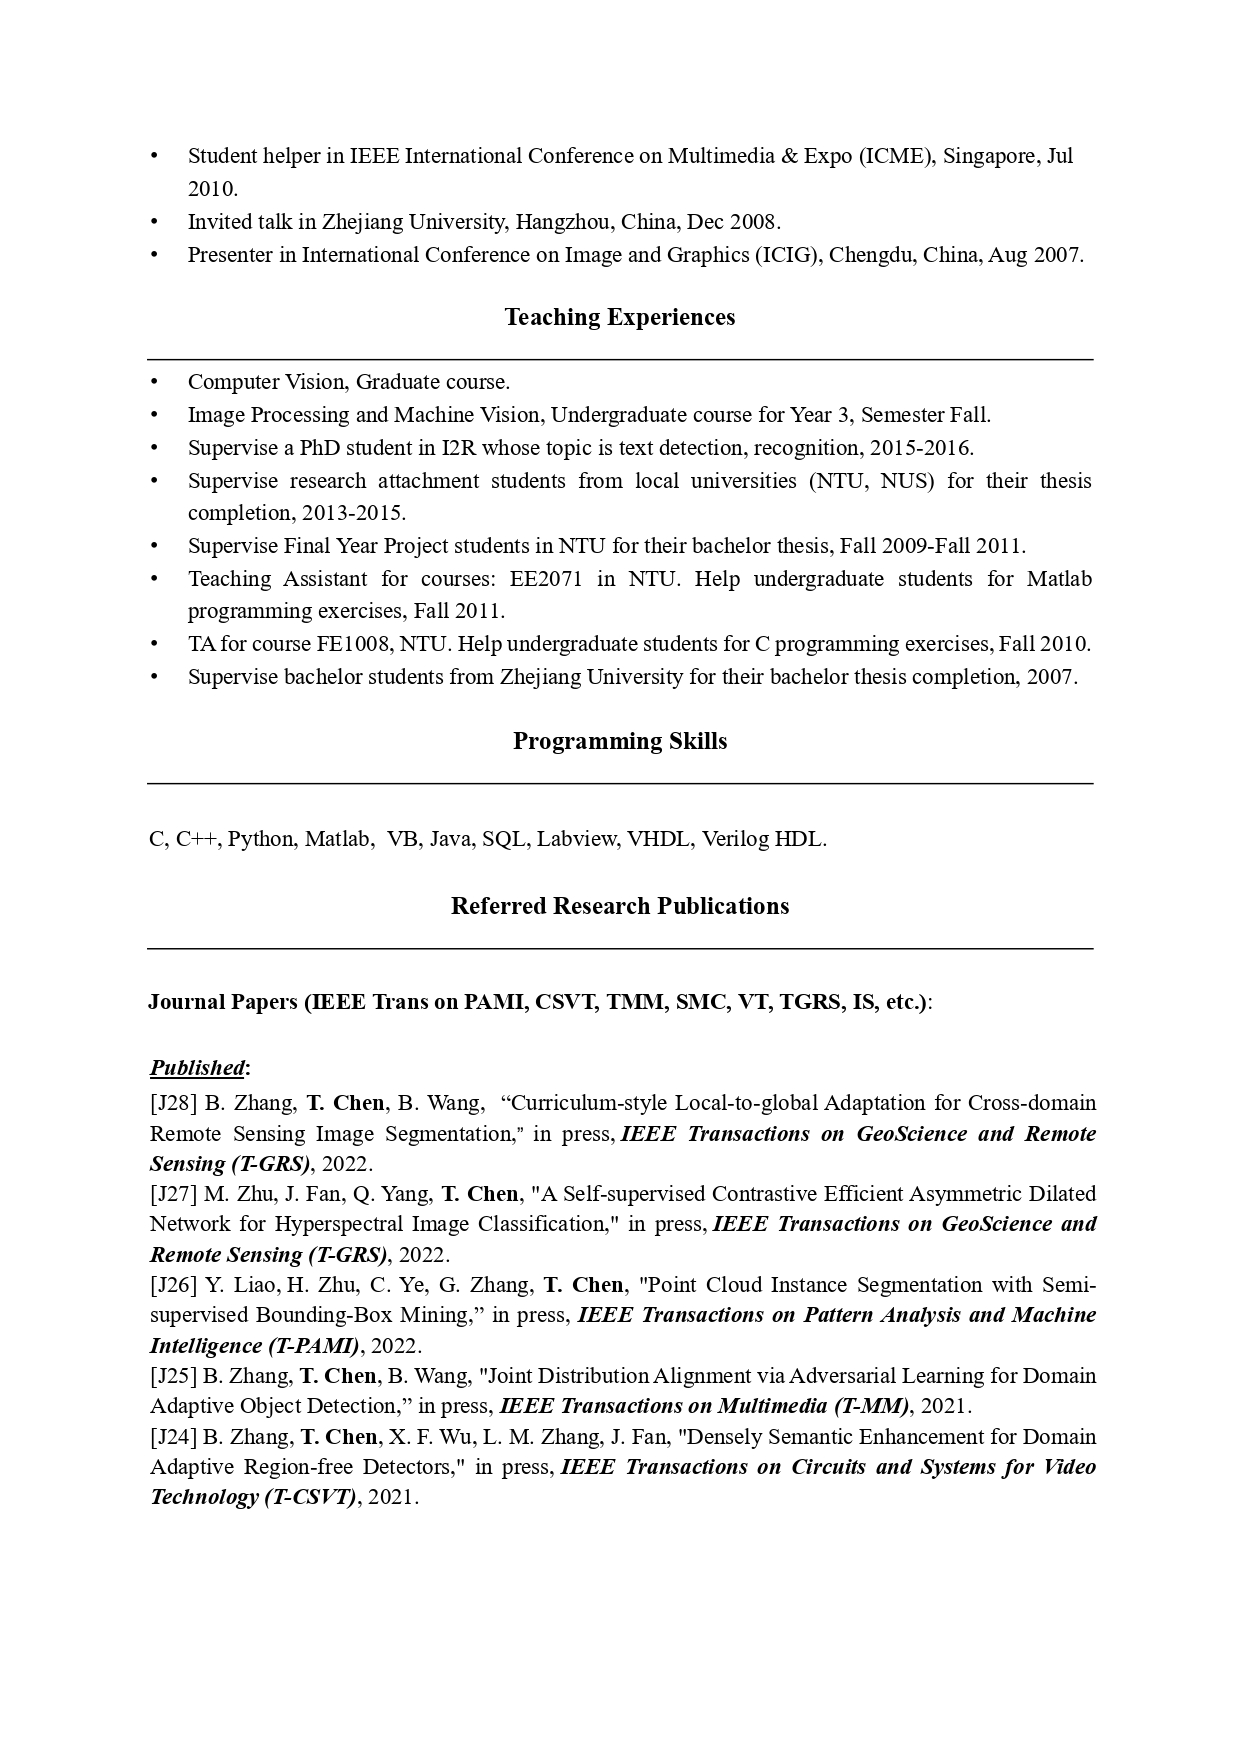 • Student helper in IEEE International Conference on Multimedia & Expo (ICME), Singapore, Jul
2010.
• Invited talk in Zhejiang University, Hangzhou, China, Dec 2008.
• Presenter in International Conference on Image and Graphics (ICIG), Chengdu, China, Aug 2007.
Teaching Experiences
• Computer Vision, Graduate course.
• Image Processing and Machine Vision, Undergraduate course for Year 3, Semester Fall.
• Supervise a PhD student in I2R whose topic is text detection, recognition, 2015-2016.
• Supervise research attachment students from local universities (NTU, NUS) for their thesis
completion, 2013-2015.
• Supervise Final Year Project students in NTU for their bachelor thesis, Fall 2009-Fall 2011.
• Teaching Assistant for courses: EE2071 in NTU. Help undergraduate students for Matlab
programming exercises, Fall 2011.
• TA for course FE1008, NTU. Help undergraduate students for C programming exercises, Fall 2010.
• Supervise bachelor students from Zhejiang University for their bachelor thesis completion, 2007.
Programming Skills
C, C++, Python, Matlab,  VB, Java, SQL, Labview, VHDL, Verilog HDL.
Referred Research Publications
Journal Papers (IEEE Trans on PAMI, CSVT, TMM, SMC, VT, TGRS, IS, etc.):
Published:
[J28] B. Zhang, T. Chen, B. Wang,  “Curriculum-style Local-to-global Adaptation for Cross-domain
Remote Sensing Image Segmentation,” in press, IEEE Transactions on GeoScience and Remote
Sensing (T-GRS), 2022.
[J27] M. Zhu, J. Fan, Q. Yang, T. Chen, "A Self-supervised Contrastive Efficient Asymmetric Dilated
Network for Hyperspectral Image Classification," in press, IEEE Transactions on GeoScience and
Remote Sensing (T-GRS), 2022.
[J26] Y. Liao, H. Zhu, C. Ye, G. Zhang, T. Chen, "Point Cloud Instance Segmentation with Semi-
supervised Bounding-Box Mining,” in press, IEEE Transactions on Pattern Analysis and Machine
Intelligence (T-PAMI), 2022.
[J25] B. Zhang, T. Chen, B. Wang, "Joint Distribution Alignment via Adversarial Learning for Domain
Adaptive Object Detection,” in press, IEEE Transactions on Multimedia (T-MM), 2021.
[J24] B. Zhang, T. Chen, X. F. Wu, L. M. Zhang, J. Fan, "Densely Semantic Enhancement for Domain
Adaptive Region-free Detectors," in press, IEEE Transactions on Circuits and Systems for Video
Technology (T-CSVT), 2021.